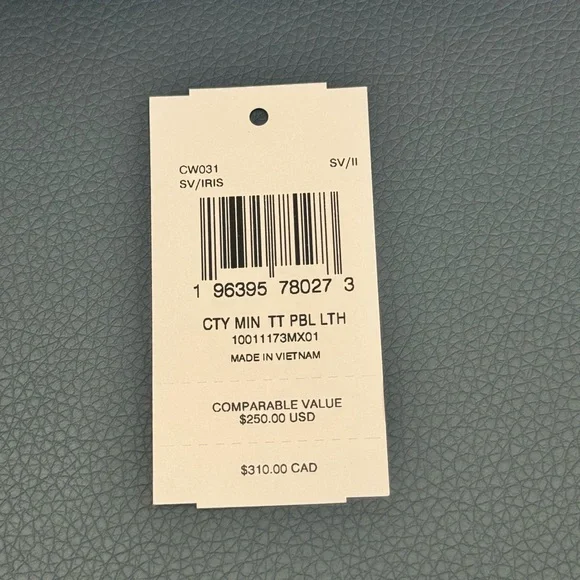 CW031 SV/II
SV/IRIS
1 96395 78027 3
CTY MIN TT PBL LTH
10011173MX01
MADE IN VIETNAM
COMPARABLE VALUE
$250.00 USD
$310.00 CAD